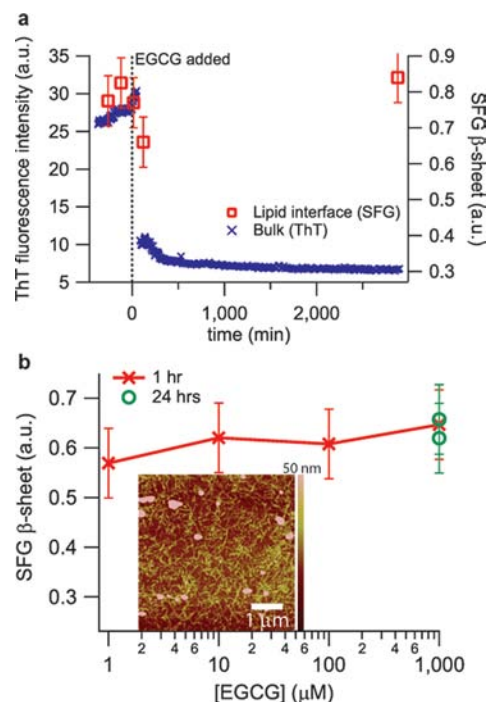 a
EGCG added
ThT fluorescence intensity (a.u.)
35
30
25
20
15
10
5
0.9
0.8
0.7
0.6
0.5
0.4
0.3
SFG β-sheet (a.u.)
Lipid interface (SFG)
Bulk (ThT)
0
1,000
2,000
time (min)
b
1 hr
24 hrs
SFG β-sheet (a.u.)
0.7
0.6
0.5
0.4
0.3
50 nm
1 μm
1 2 4 6 10 2 4 6 100 2 4 6 1,000
[EGCG] (μM)